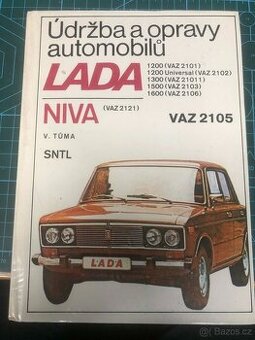 Údržba a opravy
automobilů
LADA
1200 (VAZ 2101)
1200 Universal (VAZ 2102)
1300 (VAZ 21011)
1500 (VAZ 2103)
1600 (VAZ 2106)
NIVA (VAZ 2121)
VAZ 2105
V. TŮMA
SNTL
LADA
bazos.cz